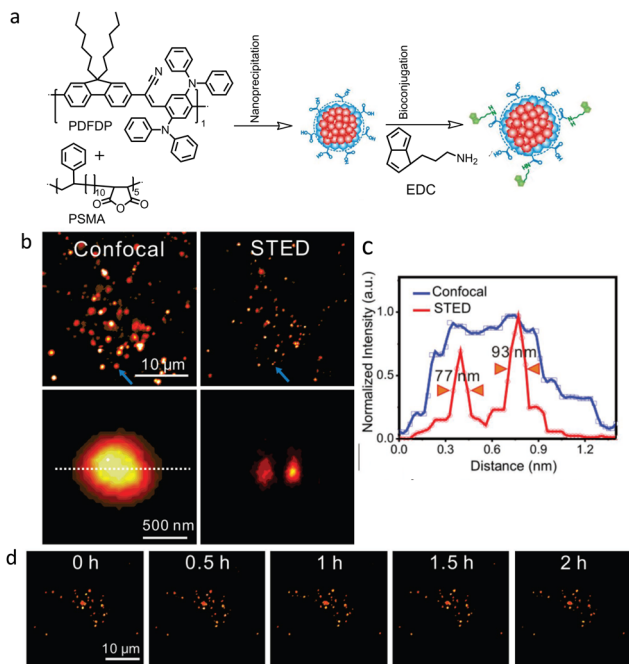 a
CN
N
N
1
PDFDP
+
10
5
O
O
O
PSMA
Nanoprecipitation
Bioconjugation
NH2
EDC
b
Confocal
STED
10 µm
500 nm
c
Confocal
STED
Normalized Intensity (a.u.)
1.0
0.5
0.0
77 nm
93 nm
0.0
0.3
0.6
0.9
1.2
Distance (nm)
d
0 h
0.5 h
1 h
1.5 h
2 h
10 µm